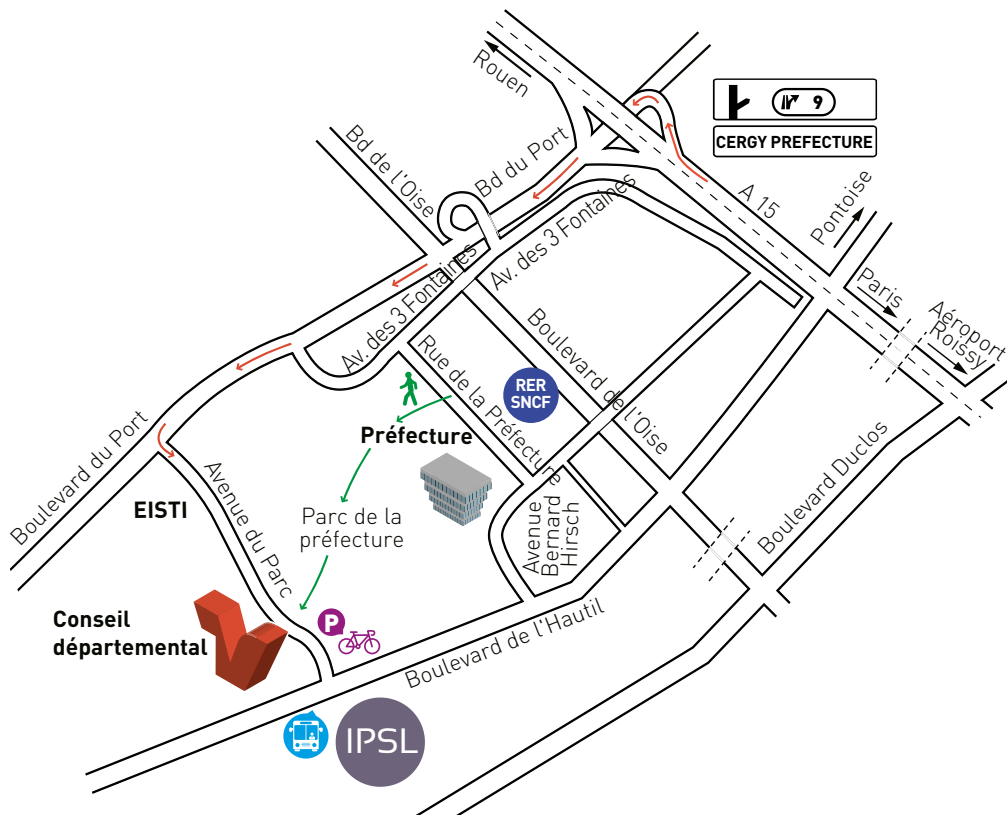 Rouen
9
CERGY PREFECTURE
Bd de l'Oise
Bd du Port
A 15
Pontoise
Av. des 3 Fontaines
Av. des 3 Fontaines
Paris
Aéroport
Roissy
Rue de la Préfecture
Boulevard de l'Oise
RER
SNCF
Préfecture
Boulevard du Port
Avenue du Parc
EISTI
Parc de la
préfecture
Avenue
Bernard
Hirsch
Boulevard Duclos
Conseil
départemental
P
Boulevard de l'Hautil
IPSL